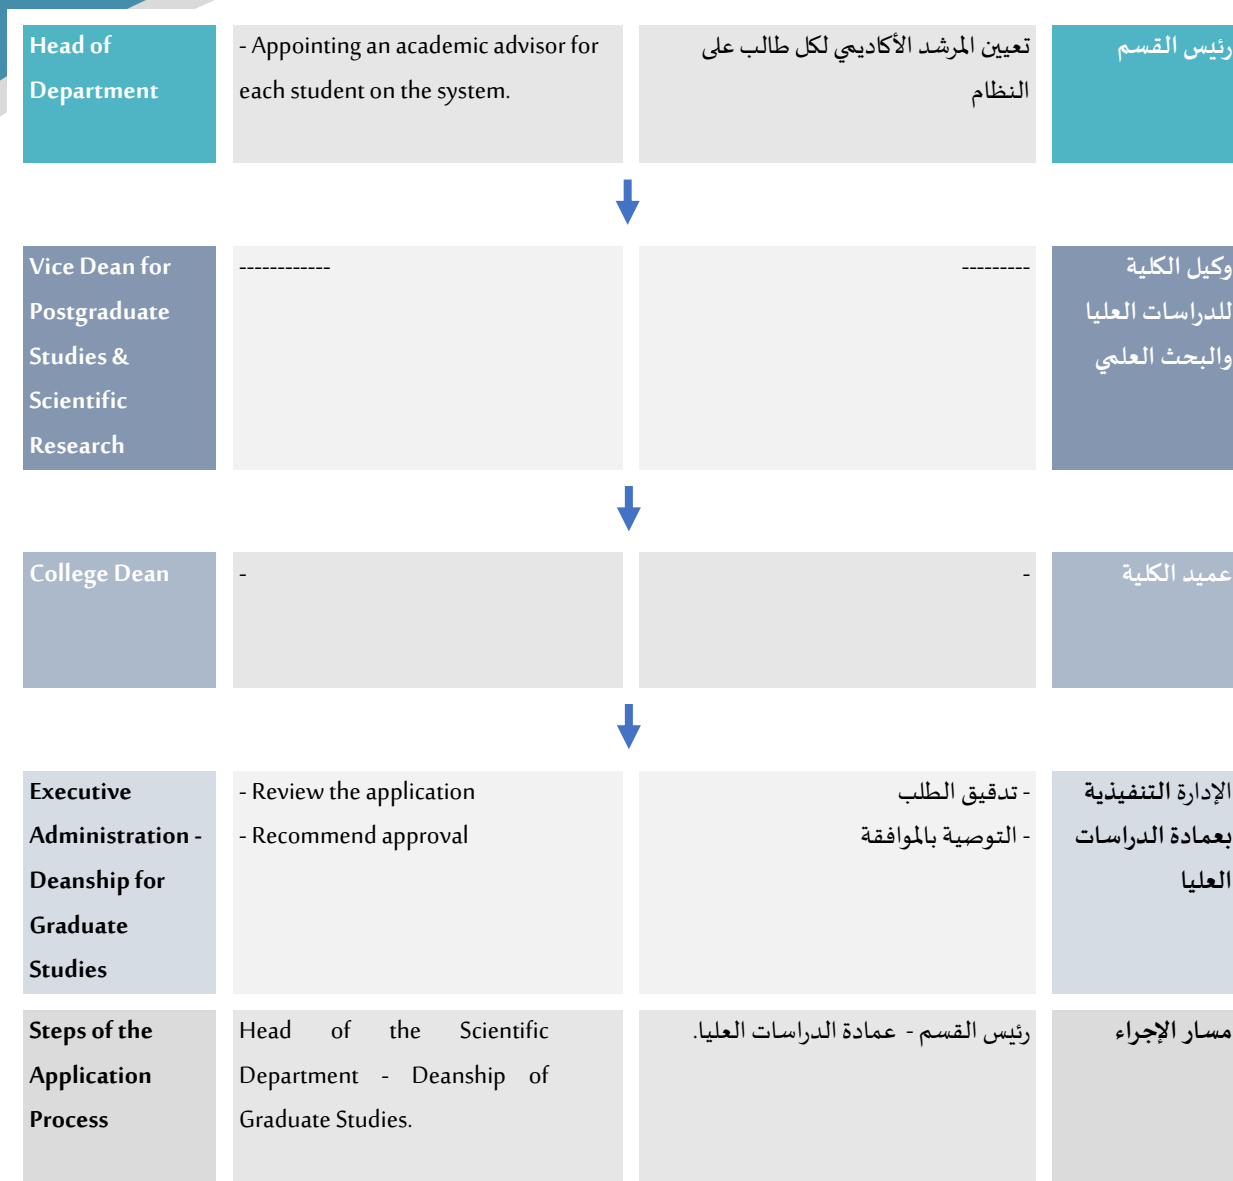 Head of
Department
- Appointing an academic advisor for
each student on the system.
تعيين المرشد الأكاديمي لكل طالب على
النظام
رئيس القسم
Vice Dean for
Postgraduate
Studies &
Scientific
Research
------------
---------
وكيل الكلية
للدراسات العليا
والبحث العلمي
College Dean
-
-
عميد الكلية
Executive
Administration -
Deanship for
Graduate
Studies
- Review the application
- Recommend approval
- تدقيق الطلب
- التوصية بالموافقة
الإدارة التنفيذية
بعمادة الدراسات
العليا
Steps of the
Application
Process
Head of the Scientific
Department - Deanship of
Graduate Studies.
رئيس القسم - عمادة الدراسات العليا.
مسار الإجراء